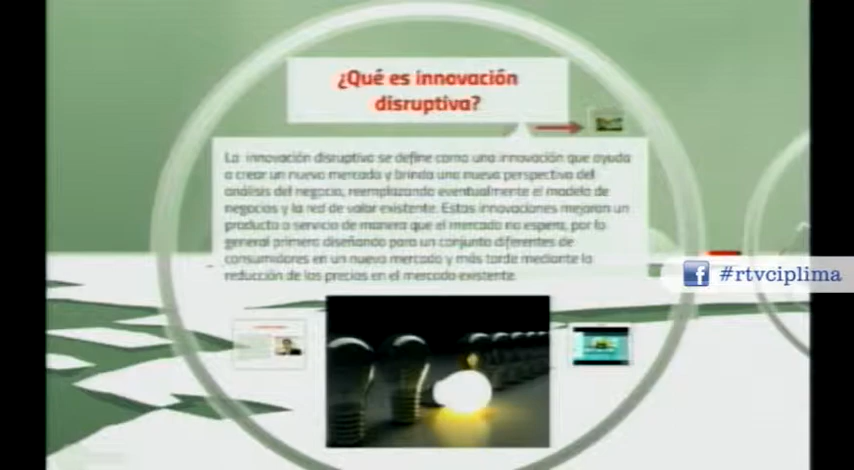 ¿Qué es innovación
disruptiva?
La innovación disruptiva se define como una innovación que ayuda
a crear un nuevo mercado y brinda una nueva perspectiva del
análisis del negocio, reemplazando eventualmente el modelo de
negocios y la red de valor existente. Estas innovaciones mejoran un
producto o servicio de manera que el mercado no espera, por lo
general primero diseñando para un conjunto diferentes de
consumidores en un nuevo mercado y más tarde mediante la
reducción de los precios en el mercado existente.
f #rtvciplima